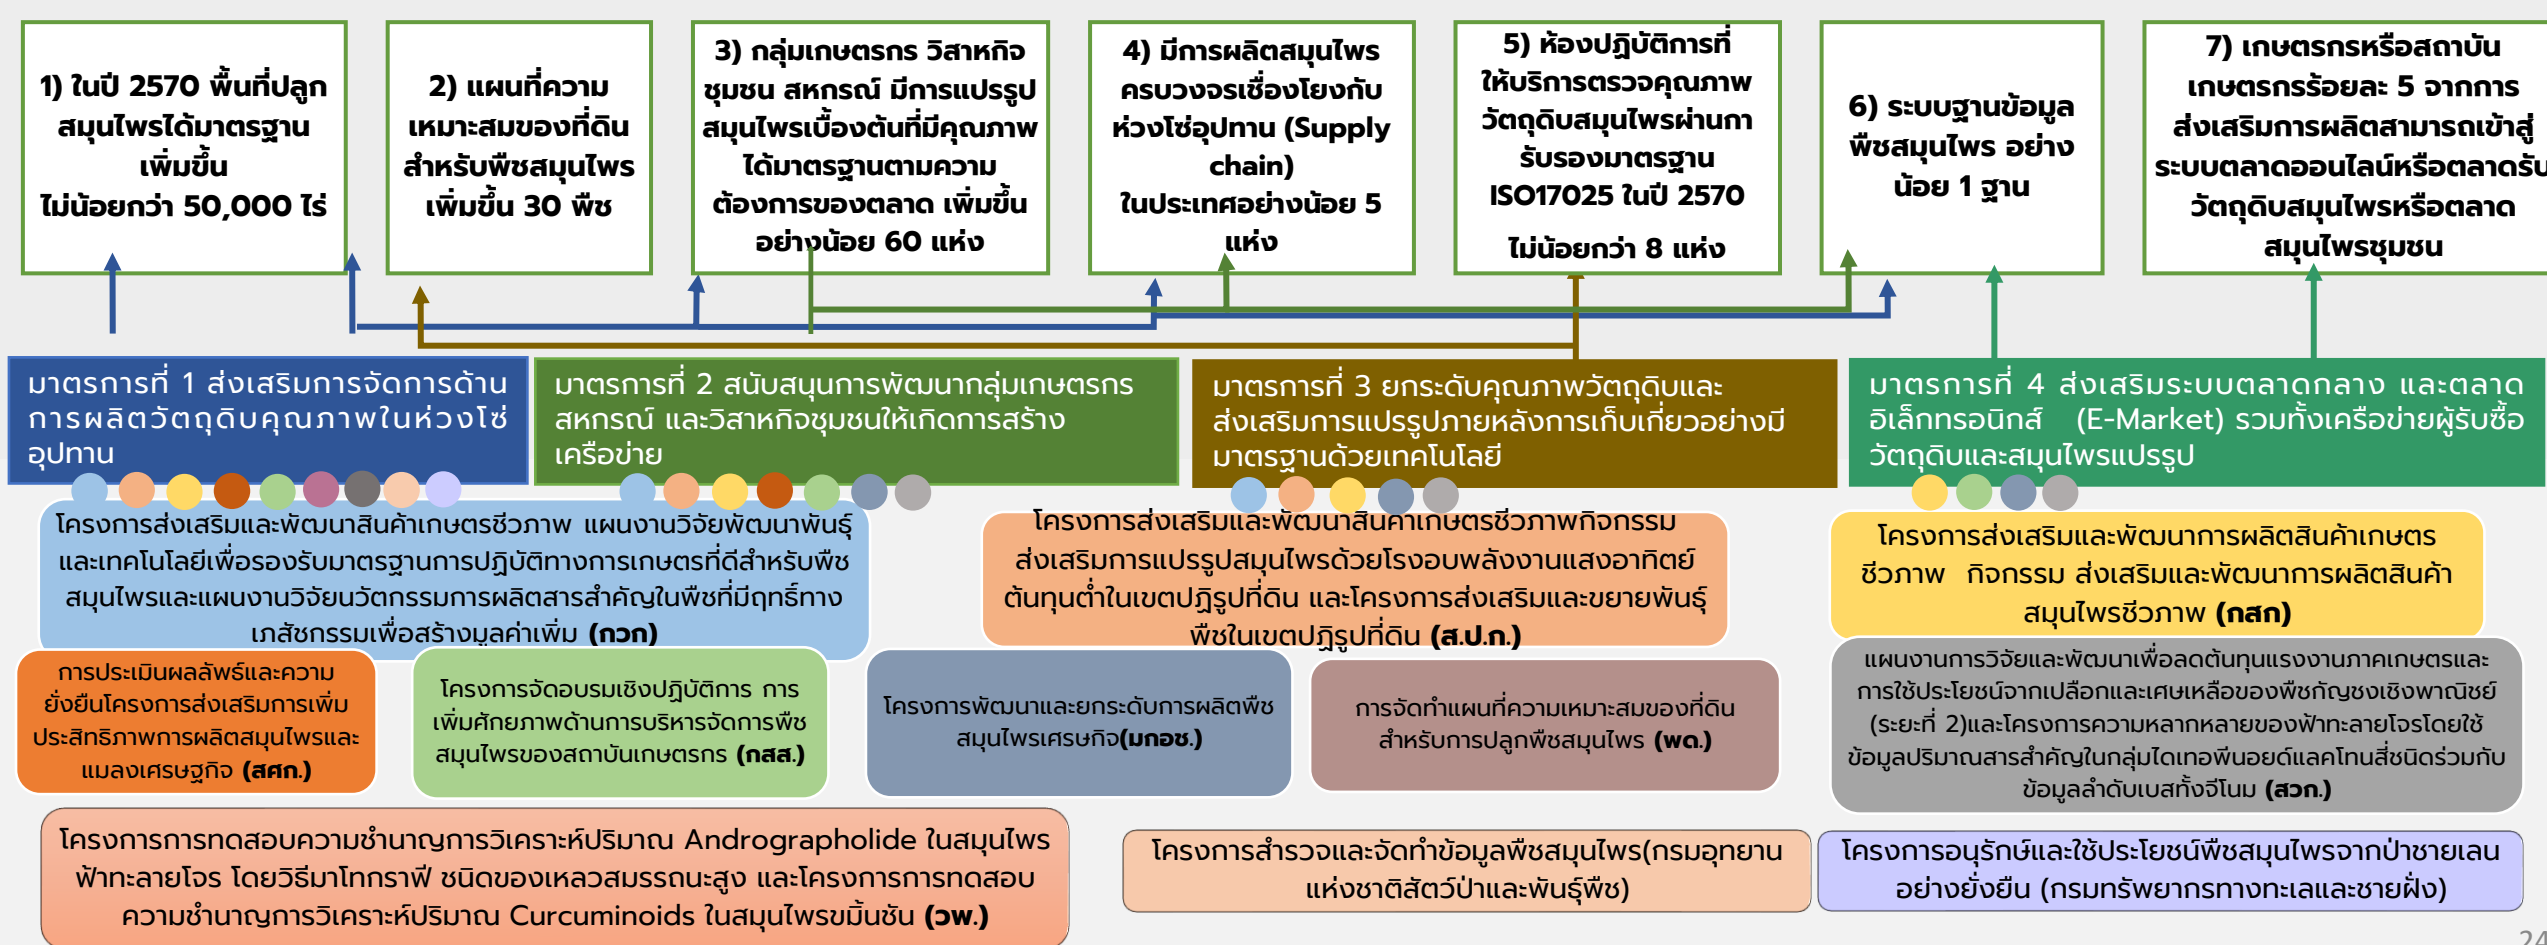 1) ในปี 2570 พื้นที่ปลูก
สมุนไพรได้มาตรฐาน
เพิ่มขึ้น
ไม่น้อยกว่า 50,000 ไร่
2) แผนที่ความ
เหมาะสมของที่ดิน
สำหรับพืชสมุนไพร
เพิ่มขึ้น 30 พืช
3) กลุ่มเกษตรกร วิสาหกิจ
ชุมชน สหกรณ์ มีการแปรรูป
สมุนไพรเบื้องต้นที่มีคุณภาพ
ได้มาตรฐานตามความ
ต้องการของตลาด เพิ่มขึ้น
อย่างน้อย 60 แห่ง
4) มีการผลิตสมุนไพร
ครบวงจรเชื่องโยงกับ
ห่วงโซ่อุปทาน (Supply
chain)
ในประเทศอย่างน้อย 5
แห่ง
5) ห้องปฏิบัติการที่
ให้บริการตรวจคุณภาพ
วัตถุดิบสมุนไพรผ่านกา
รับรองมาตรฐาน
ISO17025 ในปี 2570
ไม่น้อยกว่า 8 แห่ง
6) ระบบฐานข้อมูล
พืชสมุนไพร อย่าง
น้อย 1 ฐาน
7) เกษตรกรหรือสถาบัน
เกษตรกรร้อยละ 5 จากการ
ส่งเสริมการผลิตสามารถเข้าสู่
ระบบตลาดออนไลน์หรือตลาดรับ
วัตถุดิบสมุนไพรหรือตลาด
สมุนไพรชุมชน
มาตรการที่ 1 ส่งเสริมการจัดการด้าน
การผลิตวัตถุดิบคุณภาพในห่วงโซ่
อุปทาน
มาตรการที่ 2 สนับสนุนการพัฒนากลุ่มเกษตรกร
สหกรณ์ และวิสาหกิจชุมชนให้เกิดการสร้าง
เครือข่าย
มาตรการที่ 3 ยกระดับคุณภาพวัตถุดิบและ
ส่งเสริมการแปรรูปภายหลังการเก็บเกี่ยวอย่างมี
มาตรฐานด้วยเทคโนโลยี
มาตรการที่ 4 ส่งเสริมระบบตลาดกลาง และตลาด
อิเล็กทรอนิกส์ (E-Market) รวมทั้งเครือข่ายผู้รับซื้อ
วัตถุดิบและสมุนไพรแปรรูป
โครงการส่งเสริมและพัฒนาสินค้าเกษตรชีวภาพ แผนงานวิจัยพัฒนาพันธุ์
และเทคโนโลยีเพื่อรองรับมาตรฐานการปฏิบัติทางการเกษตรที่ดีสำหรับพืช
สมุนไพรและแผนงานวิจัยนวัตกรรมการผลิตสารสำคัญในพืชที่มีฤทธิ์ทาง
เภสัชกรรมเพื่อสร้างมูลค่าเพิ่ม (กวก)
โครงการส่งเสริมและพัฒนาสินค้าเกษตรชีวภาพกิจกรรม
ส่งเสริมการแปรรูปสมุนไพรด้วยโรงอบพลังงานแสงอาทิตย์
ต้นทุนต่ำในเขตปฏิรูปที่ดิน และโครงการส่งเสริมและขยายพันธุ์
พืชในเขตปฏิรูปที่ดิน (ส.ป.ก.)
โครงการส่งเสริมและพัฒนาการผลิตสินค้าเกษตร
ชีวภาพ กิจกรรม ส่งเสริมและพัฒนาการผลิตสินค้า
สมุนไพรชีวภาพ (กสก)
การประเมินผลลัพธ์และความ
ยั่งยืนโครงการส่งเสริมการเพิ่ม
ประสิทธิภาพการผลิตสมุนไพรและ
แมลงเศรษฐกิจ (สศก.)
โครงการจัดอบรมเชิงปฏิบัติการ การ
เพิ่มศักยภาพด้านการบริหารจัดการพืช
สมุนไพรของสถาบันเกษตรกร (กสส.)
โครงการพัฒนาและยกระดับการผลิตพืช
สมุนไพรเศรษกิจ(มกอช.)
การจัดทำแผนที่ความเหมาะสมของที่ดิน
สำหรับการปลูกพืชสมุนไพร (พด.)
แผนงานการวิจัยและพัฒนาเพื่อลดต้นทุนแรงงานภาคเกษตรและ
การใช้ประโยชน์จากเปลือกและเศษเหลือของพืชกัญชงเชิงพาณิชย์
(ระยะที่ 2)และโครงการความหลากหลายของฟ้าทะลายโจรโดยใช้
ข้อมูลปริมาณสารสำคัญในกลุ่มไดเทอพีนอยด์แลคโทนสี่ชนิดร่วมกับ
ข้อมูลลำดับเบสทั้งจีโนม (สวก.)
โครงการการทดสอบความชำนาญการวิเคราะห์ปริมาณ Andrographolide ในสมุนไพร
ฟ้าทะลายโจร โดยวิธีมาโทกราฟี ชนิดของเหลวสมรรถนะสูง และโครงการการทดสอบ
ความชำนาญการวิเคราะห์ปริมาณ Curcuminoids ในสมุนไพรขมิ้นชัน (วพ.)
โครงการสำรวจและจัดทำข้อมูลพืชสมุนไพร(กรมอุทยาน
แห่งชาติสัตว์ป่าและพันธุ์พืช)
โครงการอนุรักษ์และใช้ประโยชน์พืชสมุนไพรจากป่าชายเลน
อย่างยั่งยืน (กรมทรัพยากรทางทะเลและชายฝั่ง)
24